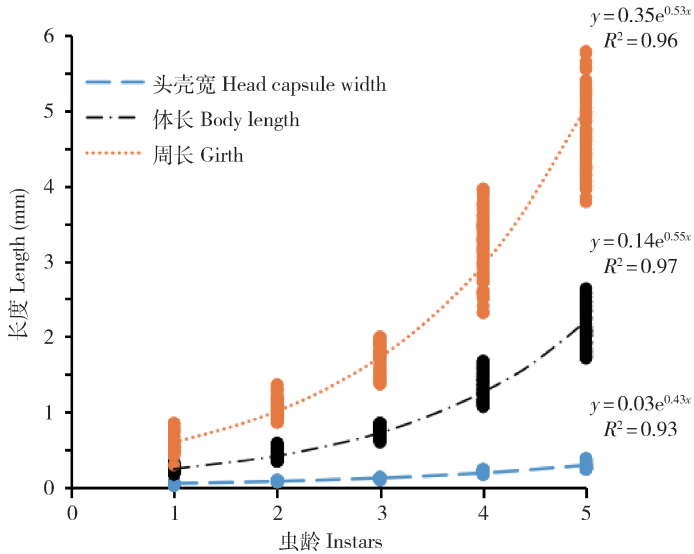 y=0.35e^{0.53x}
R²=0.96
6
头壳宽 Head capsule width
体长 Body length
周长 Girth
5
4
3
2
1
0
长度 Length (mm)
y=0.14e^{0.55x}
R²=0.97
y=0.03e^{0.43x}
R²=0.93
0 1 2 3 4 5
虫龄 Instars